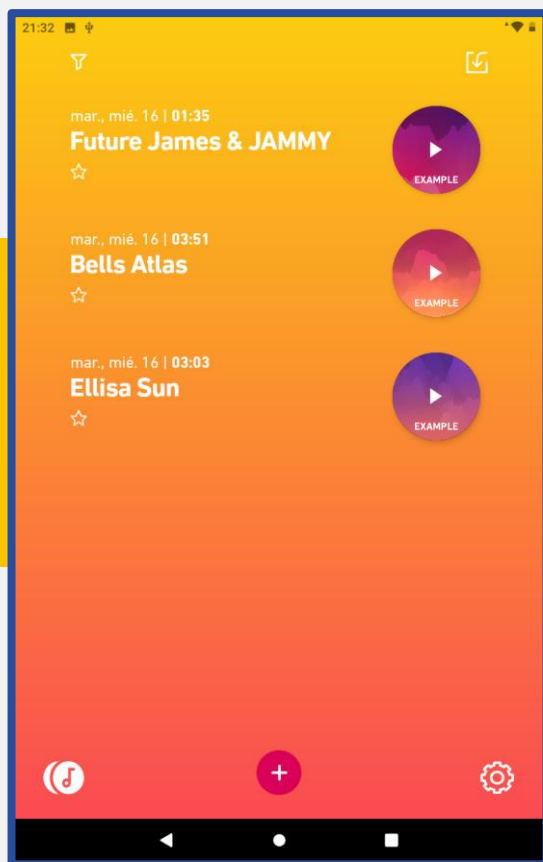 21:32
mar., mié. 16 | 01:35
Future James & JAMMY
EXAMPLE
mar., mié. 16 | 03:51
Bells Atlas
EXAMPLE
mar., mié. 16 | 03:03
Ellisa Sun
EXAMPLE